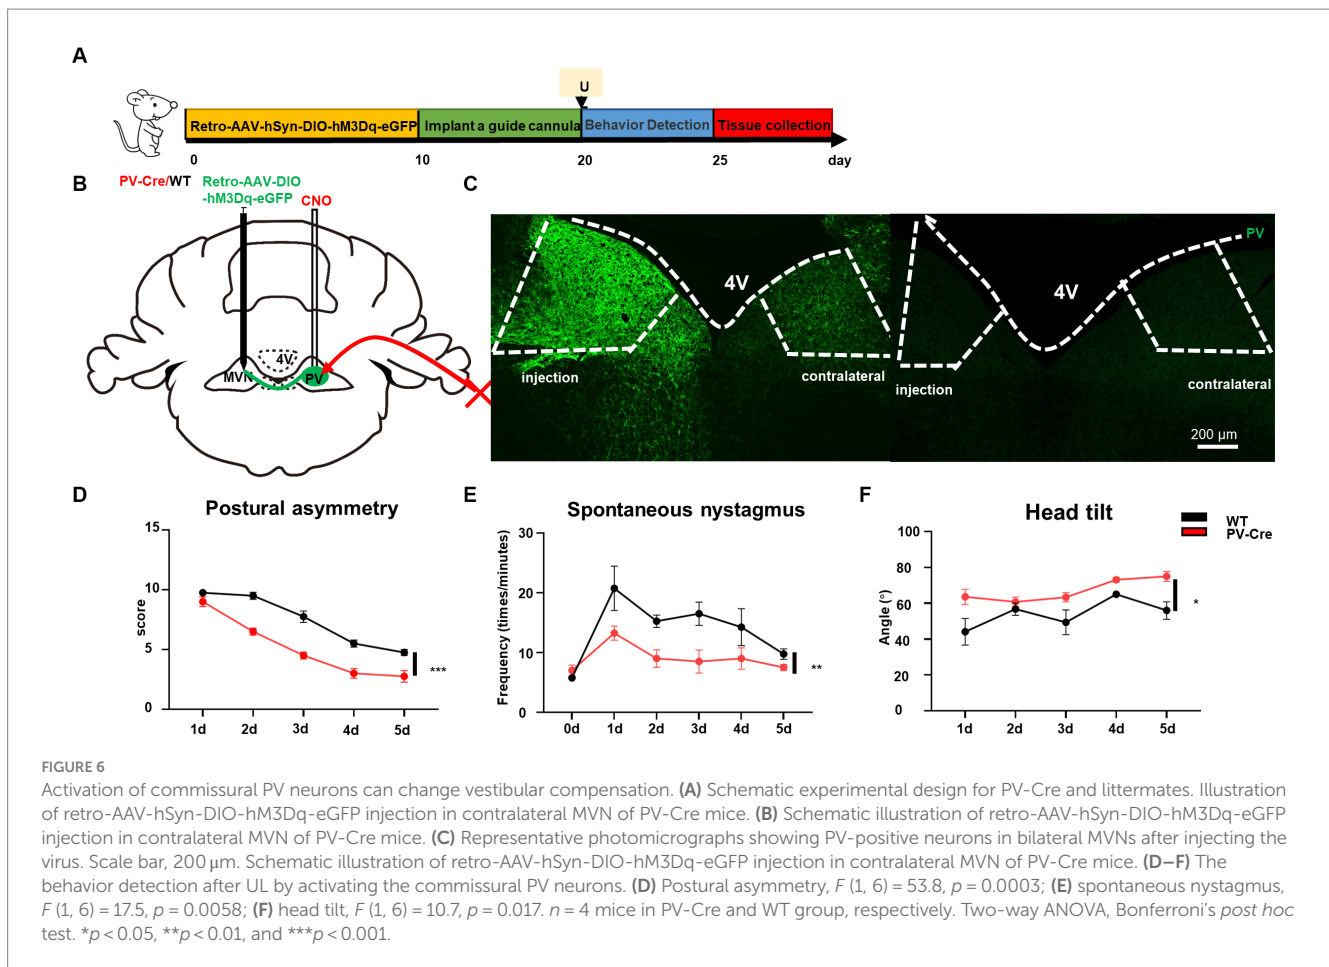 A
U
Retro-AAV-hSyn-DIO-hM3Dq-eGFP Implant a guide cannula Behavior Detection Tissue collection
0 10 20 25 day
B
PV-Cre/WT Retro-AAV-DIO
-hM3Dq-eGFP CNO
4V
MVN PV
C
4V
injection
contralateral
PV
4V
injection
contralateral
200 µm
D
Postural asymmetry
score
15
10
5
0
1d 2d 3d 4d 5d
***
E
Spontaneous nystagmus
Frequency (times/minutes)
30
20
10
0
0d 1d 2d 3d 4d 5d
**
F
Head tilt
Angle (°)
100
80
60
40
20
0
1d 2d 3d 4d 5d
*
WT
PV-Cre
FIGURE 6
Activation of commissural PV neurons can change vestibular compensation. (A) Schematic experimental design for PV-Cre and littermates. Illustration
of retro-AAV-hSyn-DIO-hM3Dq-eGFP injection in contralateral MVN of PV-Cre mice. (B) Schematic illustration of retro-AAV-hSyn-DIO-hM3Dq-eGFP
injection in contralateral MVN of PV-Cre mice. (C) Representative photomicrographs showing PV-positive neurons in bilateral MVNs after injecting the
virus. Scale bar, 200 µm. Schematic illustration of retro-AAV-hSyn-DIO-hM3Dq-eGFP injection in contralateral MVN of PV-Cre mice. (D–F) The
behavior detection after UL by activating the commissural PV neurons. (D) Postural asymmetry, F (1, 6) = 53.8, p = 0.0003; (E) spontaneous nystagmus,
F (1, 6) = 17.5, p = 0.0058; (F) head tilt, F (1, 6) = 10.7, p = 0.017. n = 4 mice in PV-Cre and WT group, respectively. Two-way ANOVA, Bonferroni’s post hoc
test. *p < 0.05, **p < 0.01, and ***p < 0.001.